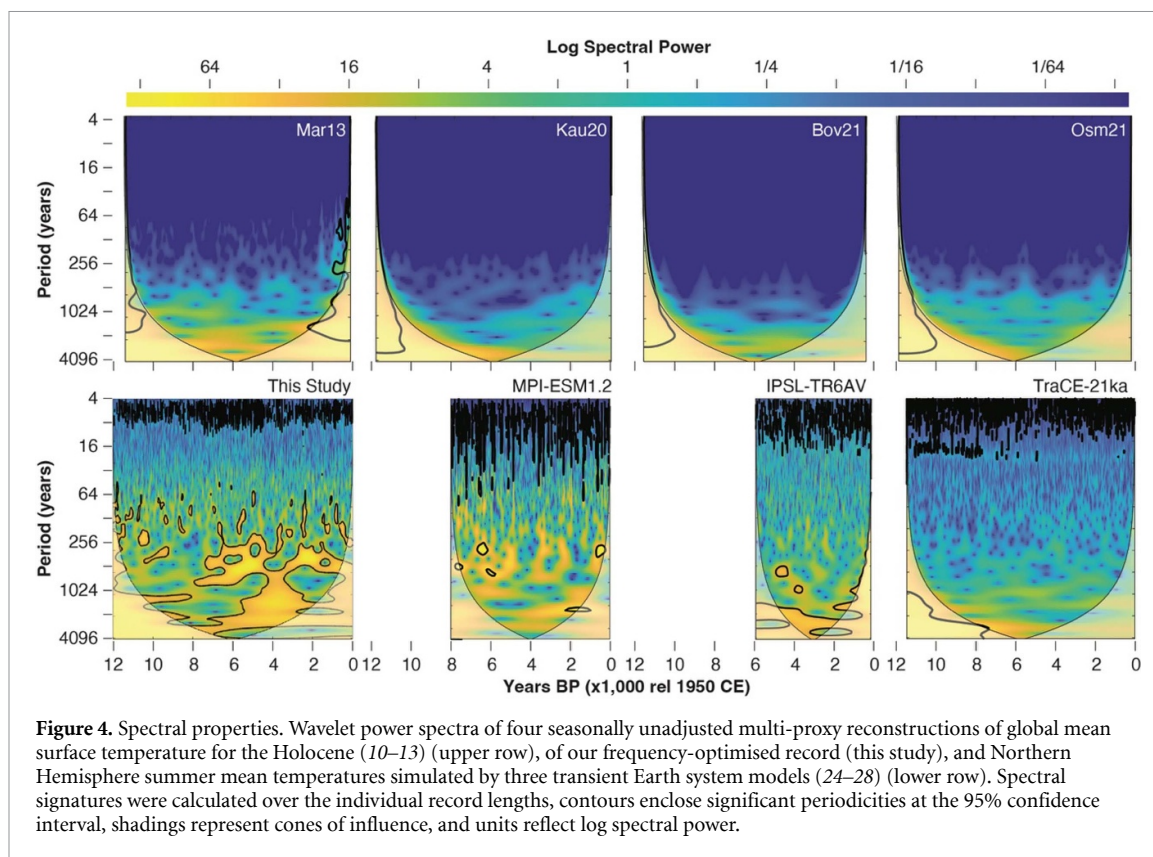 Log Spectral Power
64 16 4 1 1/4 1/16 1/64
Mar13 Kau20 Bov21 Osm21
Period (years)
4
16
64
256
1024
4096
This Study MPI-ESM1.2 IPSL-TR6AV TraCE-21ka
Period (years)
4
16
64
256
1024
4096
12 10 8 6 4 2 0 12 10 8 6 4 2 0 12 10 8 6 4 2 0 12 10 8 6 4 2 0
Years BP (x1,000 rel 1950 CE)
Figure 4. Spectral properties. Wavelet power spectra of four seasonally unadjusted multi-proxy reconstructions of global mean
surface temperature for the Holocene (10–13) (upper row), of our frequency-optimised record (this study), and Northern
Hemisphere summer mean temperatures simulated by three transient Earth system models (24–28) (lower row). Spectral
signatures were calculated over the individual record lengths, contours enclose significant periodicities at the 95% confidence
interval, shadings represent cones of influence, and units reflect log spectral power.